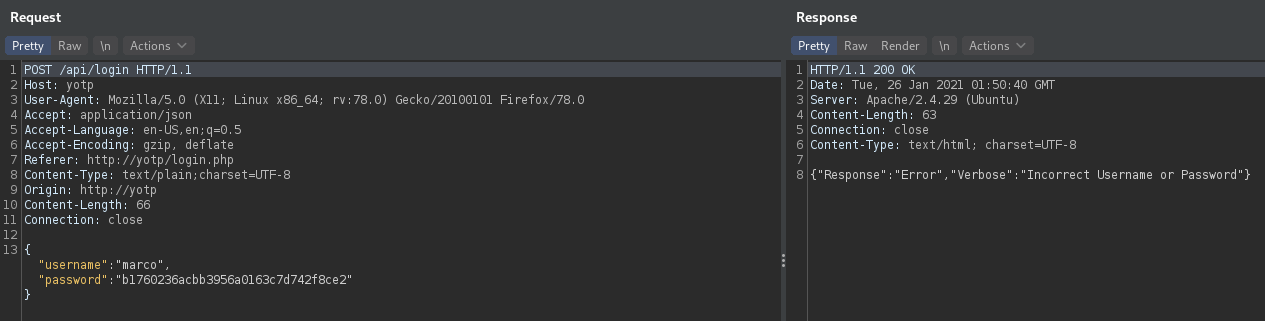 Request
Pretty Raw \n Actions
1 POST /api/login HTTP/1.1
2 Host: yotp
3 User-Agent: Mozilla/5.0 (X11; Linux x86_64; rv:78.0) Gecko/20100101 Firefox/78.0
4 Accept: application/json
5 Accept-Language: en-US,en;q=0.5
6 Accept-Encoding: gzip, deflate
7 Referer: http://yotp/login.php
8 Content-Type: text/plain;charset=UTF-8
9 Origin: http://yotp
10 Content-Length: 66
11 Connection: close
12
13 {
"username":"marco",
"password":"b1760236acbb3956a0163c7d742f8ce2"
}
Response
Pretty Raw Render \n Actions
1 HTTP/1.1 200 OK
2 Date: Tue, 26 Jan 2021 01:50:40 GMT
3 Server: Apache/2.4.29 (Ubuntu)
4 Content-Length: 63
5 Connection: close
6 Content-Type: text/html; charset=UTF-8
7
8 {"Response":"Error","Verbose":"Incorrect Username or Password"}